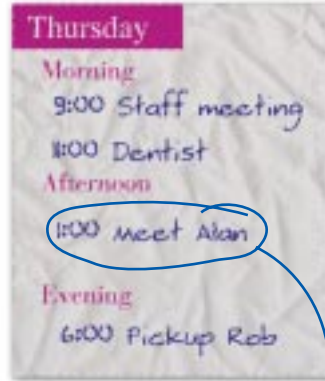 Thursday
Morning
9:00 Staff meeting
11:00 Dentist
Afternoon
1:00 Meet Alan
Evening
6:00 Pickup Rob